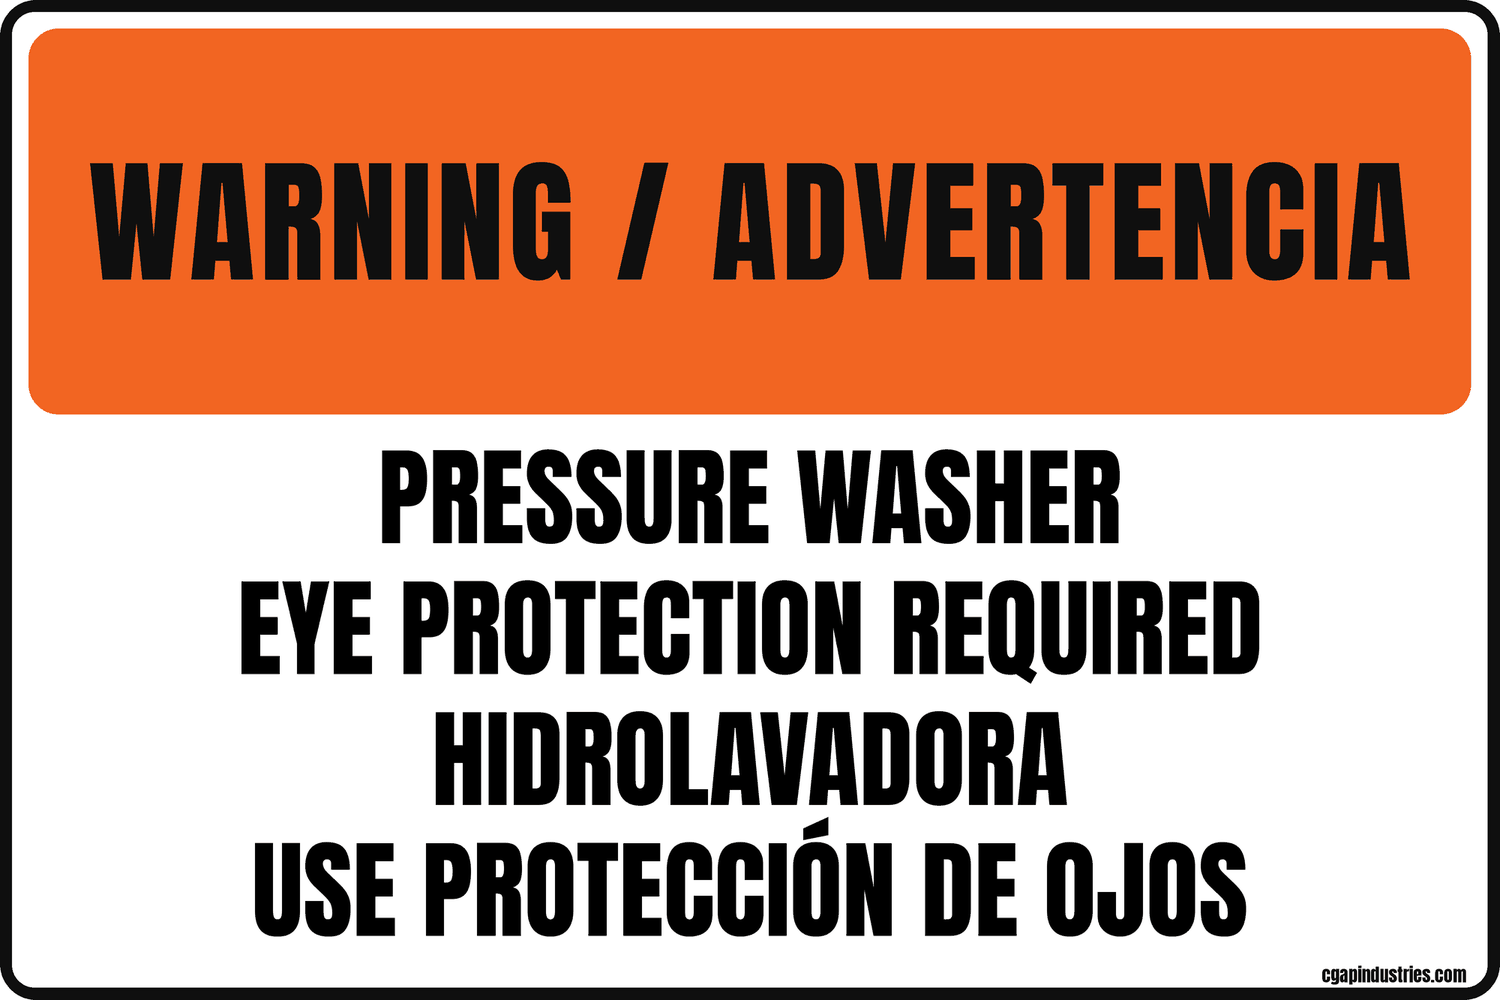 WARNING / ADVERTENCIA
PRESSURE WASHER
EYE PROTECTION REQUIRED
HIDROLAVADORA
USE PROTECCIÓN DE OJOS
cgapindustries.com